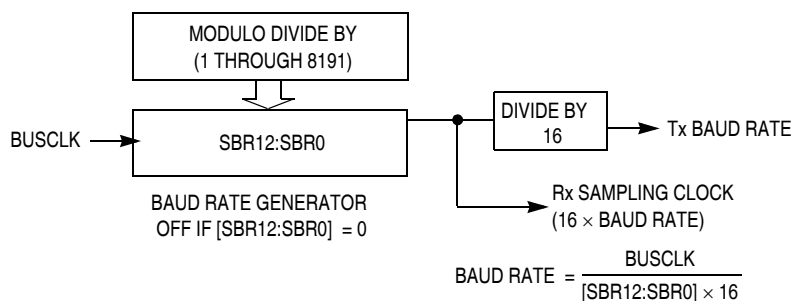 MODULO DIVIDE BY
(1 THROUGH 8191)
BUSCLK
SBR12:SBR0
DIVIDE BY
16
Tx BAUD RATE
BAUD RATE GENERATOR
OFF IF [SBR12:SBR0] = 0
Rx SAMPLING CLOCK
(16 × BAUD RATE)
BAUD RATE =
BUSCLK
[SBR12:SBR0] × 16